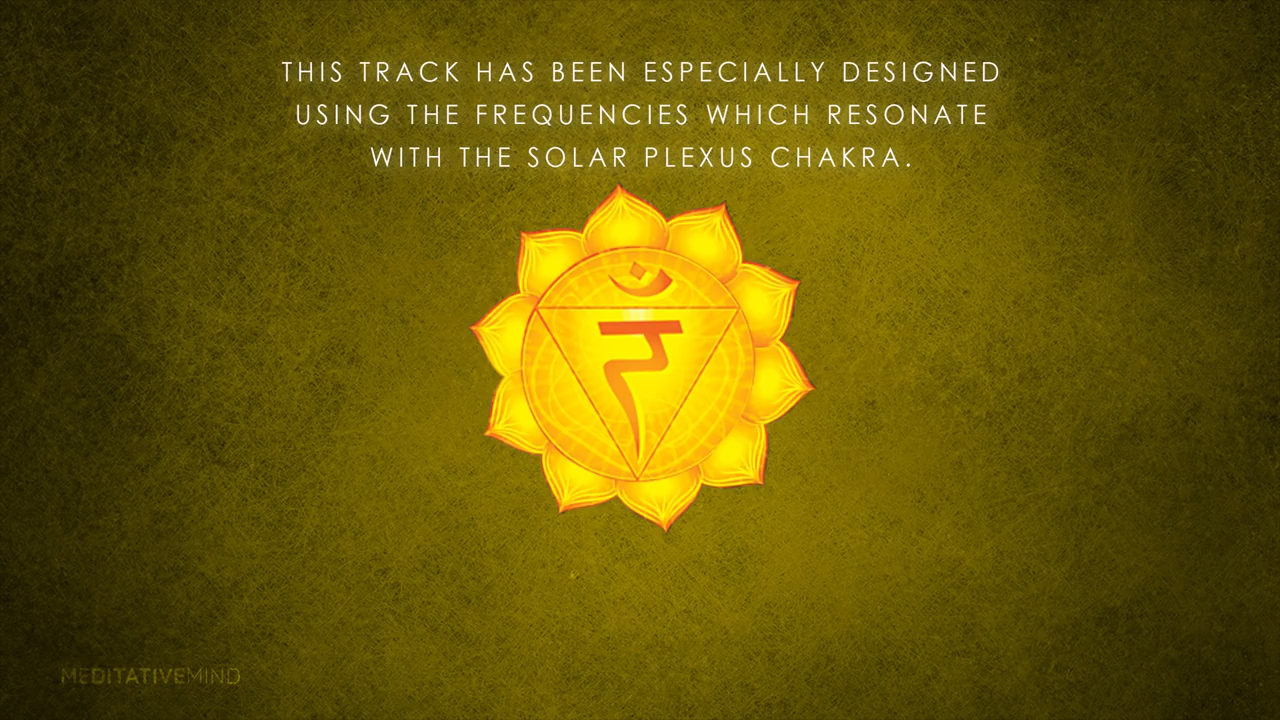 THIS TRACK HAS BEEN ESPECIALLY DESIGNED
USING THE FREQUENCIES WHICH RESONATE
WITH THE SOLAR PLEXUS CHAKRA.
रँ
MEDITATIVEMIND